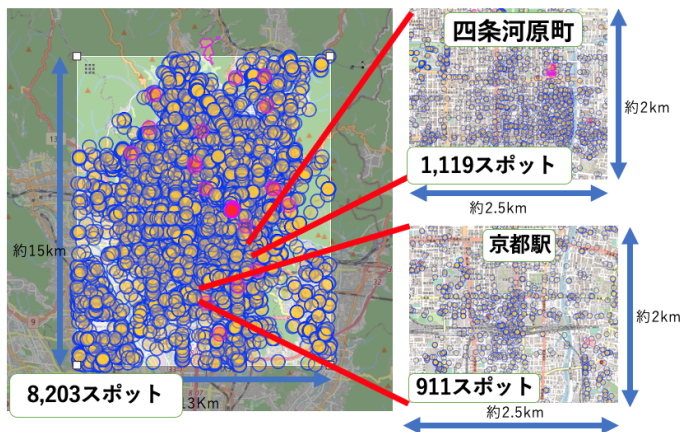 四条河原町
約2km
1,119スポット
約2.5km
約15km
京都駅
約2km
911スポット
約2.5km
8,203スポット
13Km